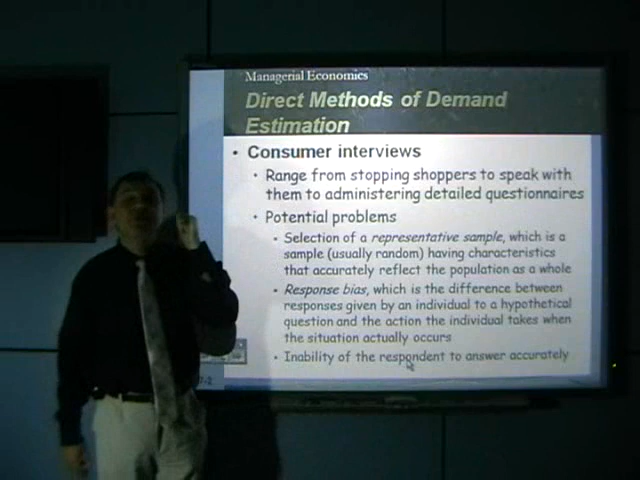 Managerial Economics
Direct Methods of Demand
Estimation
• Consumer interviews
• Range from stopping shoppers to speak with
them to administering detailed questionnaires
• Potential problems
• Selection of a representative sample, which is a
sample (usually random) having characteristics
that accurately reflect the population as a whole
• Response bias, which is the difference between
responses given by an individual to a hypothetical
question and the action the individual takes when
the situation actually occurs
• Inability of the respondent to answer accurately